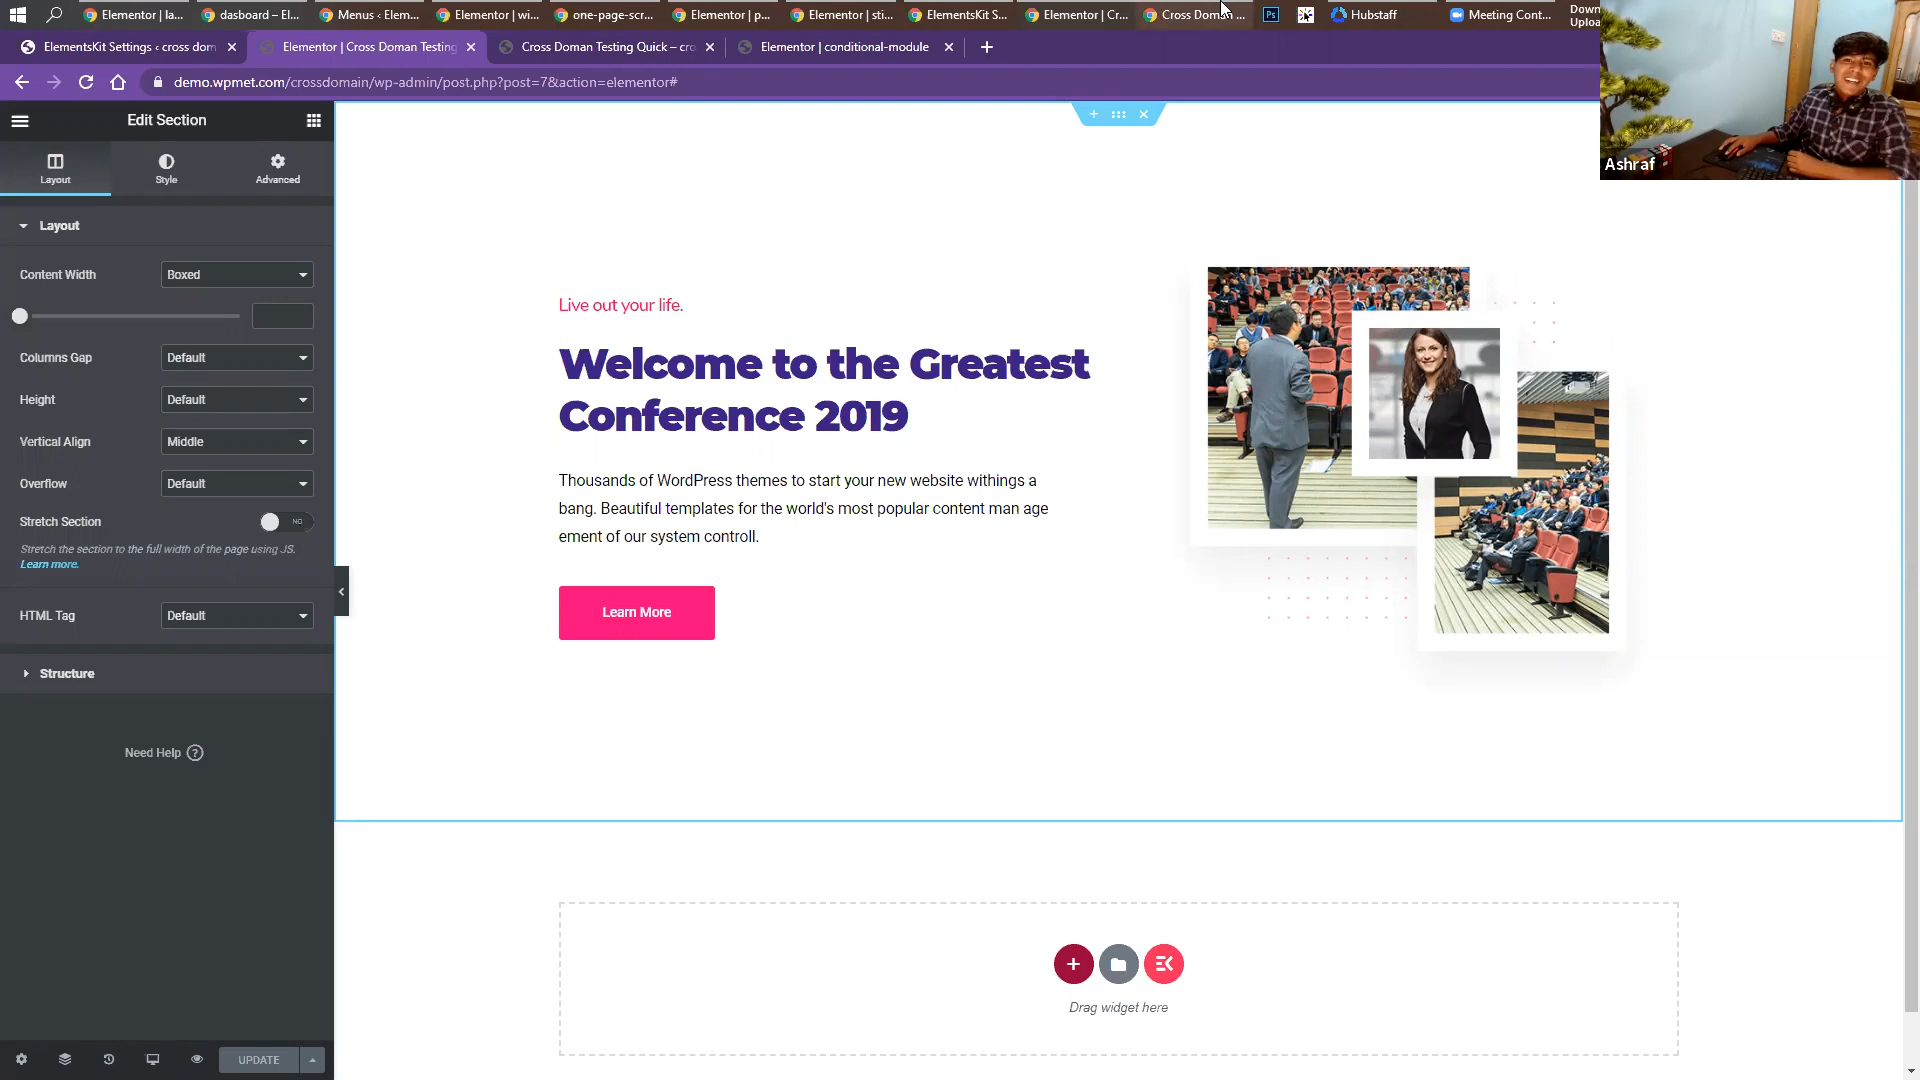 Elementor | la...
dasboard – El...
Menus ‹ Elem...
Elementor | wi...
one-page-scr...
Elementor | p...
Elementor | sti...
ElementsKit S...
Elementor | Cr...
Cross Doman ...
Ps
Hubstaff
Meeting Cont...
Down
Uploa
ElementsKit Settings ‹ cross dom
Elementor | Cross Doman Testing
Cross Doman Testing Quick – cro
Elementor | conditional-module
demo.wpmet.com/crossdomain/wp-admin/post.php?post=7&action=elementor#
Ashraf
Edit Section
Layout
Style
Advanced
Layout
Content Width
Boxed
Columns Gap
Default
Height
Default
Vertical Align
Middle
Overflow
Default
Stretch Section
NO
Stretch the section to the full width of the page using JS.
Learn more.
HTML Tag
Default
Structure
Need Help ?
UPDATE
Live out your life.
Welcome to the Greatest
Conference 2019
Thousands of WordPress themes to start your new website withings a
bang. Beautiful templates for the world's most popular content man age
ement of our system controll.
Learn More
Drag widget here